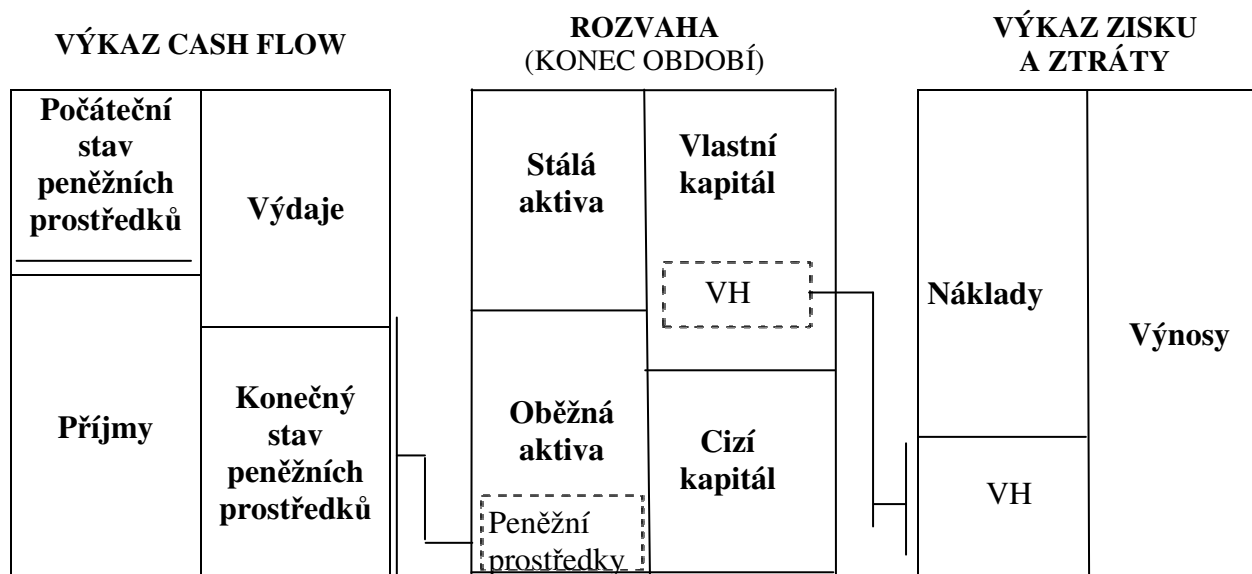 VÝKAZ CASH FLOW
Počáteční
stav
peněžních
prostředků
Výdaje
Příjmy
Konečný
stav
peněžních
prostředků
ROZVAHA
(KONEC OBDOBÍ)
Stálá
aktiva
Vlastní
kapitál
VH
Oběžná
aktiva
Peněžní
prostředky
Cizí
kapitál
VÝKAZ ZISKU
A ZTRÁTY
Náklady
Výnosy
VH